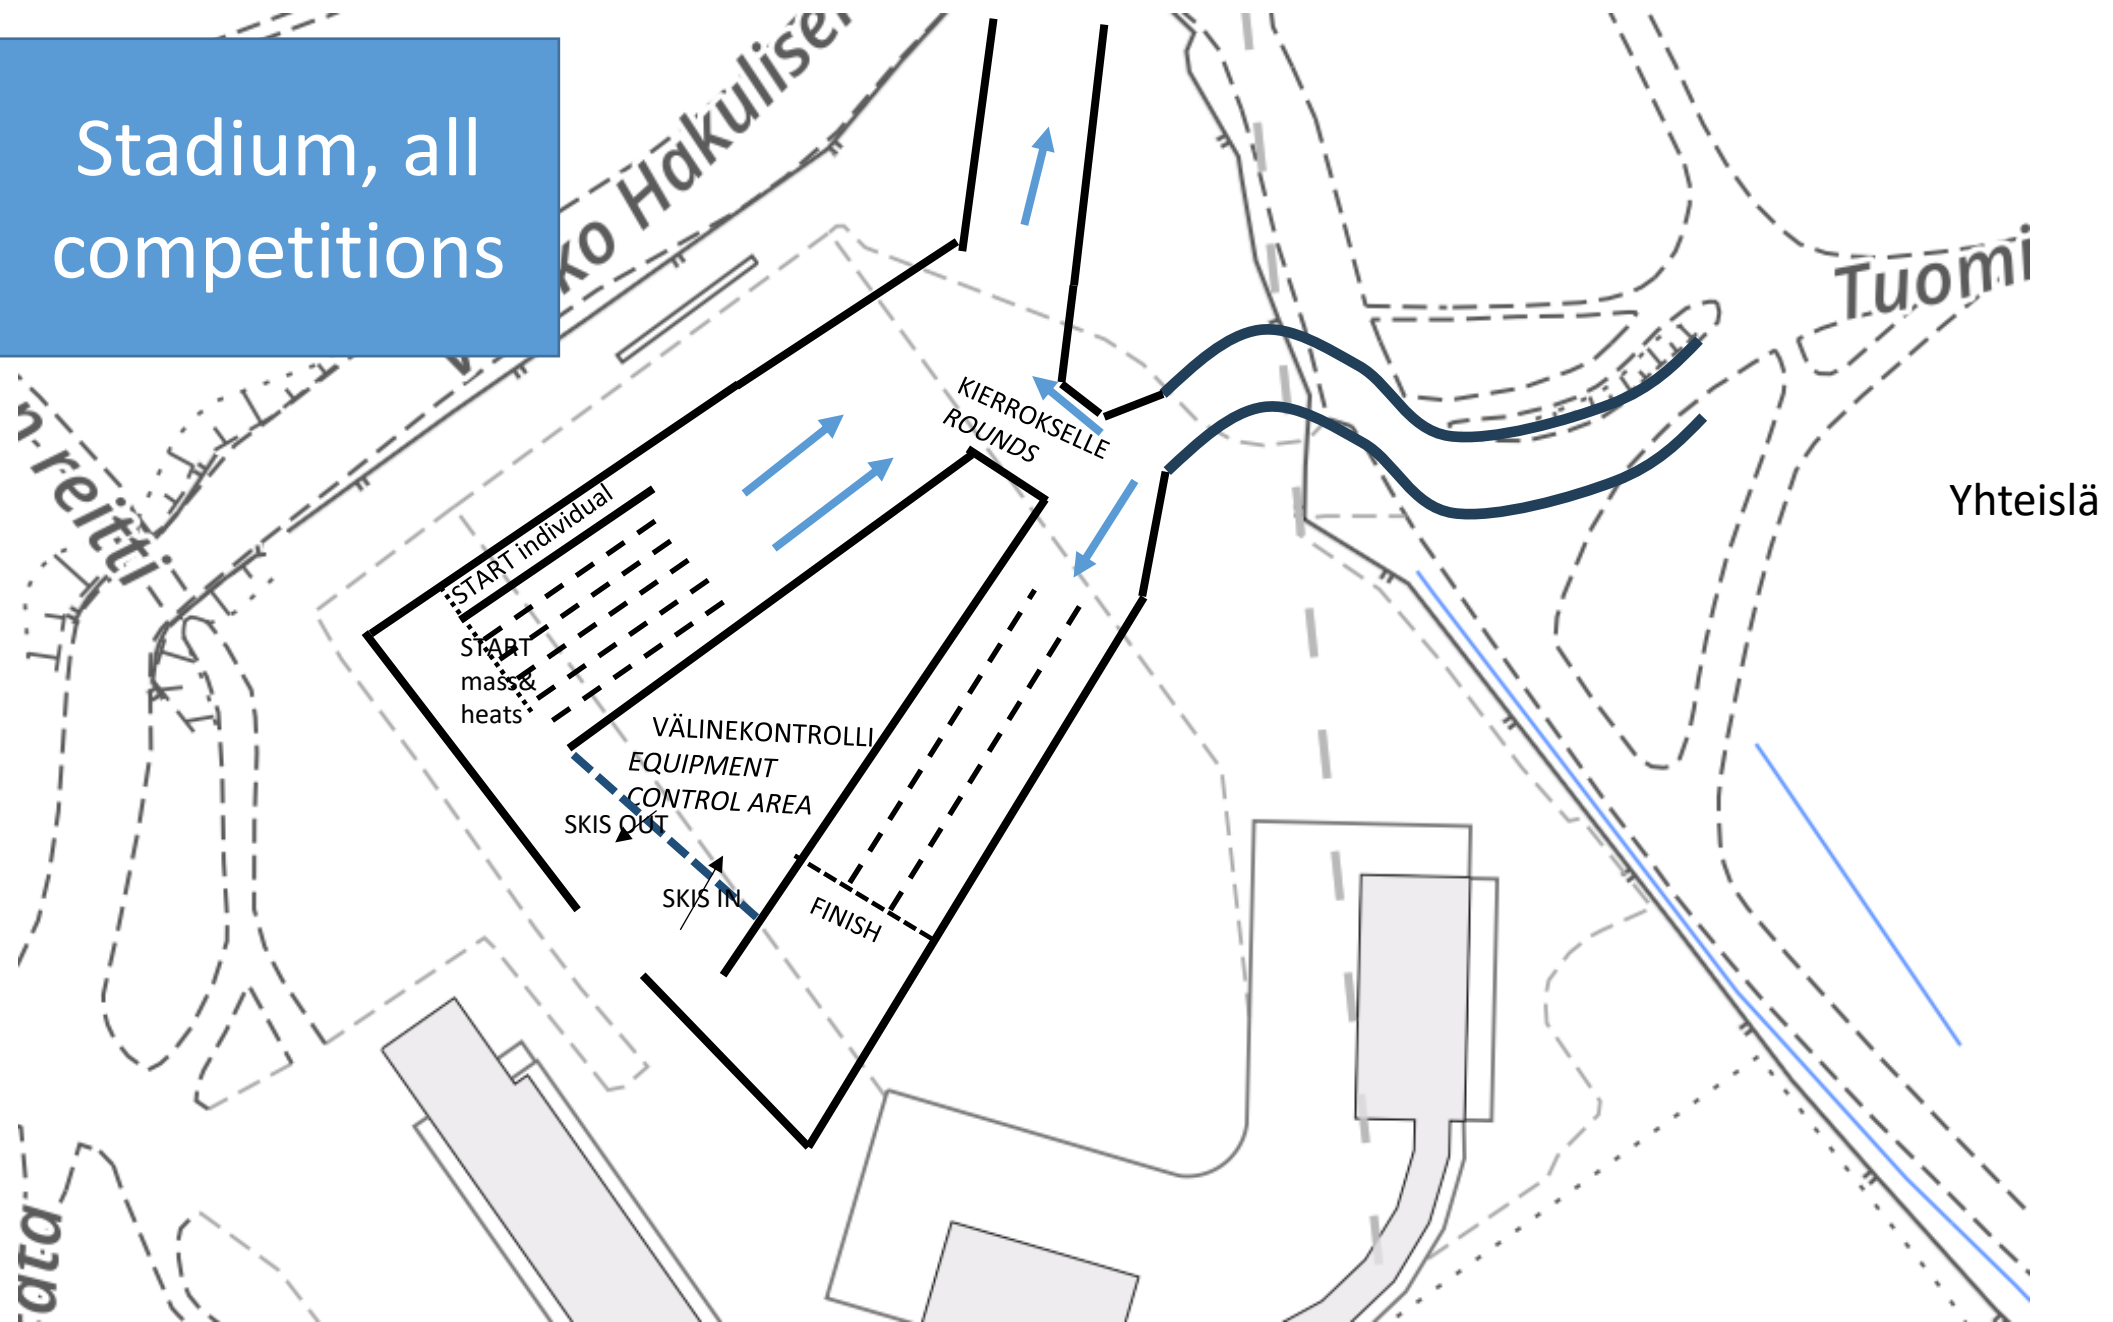 Stadium, all
competitions
ko Hakulisen
Tuomi
n reitti
Yhteislä
KIERROKSELLE
ROUNDS
START individual
START
mass&
heats
VÄLINEKONTROLLI
EQUIPMENT
CONTROL AREA
SKIS OUT
SKIS IN
FINISH